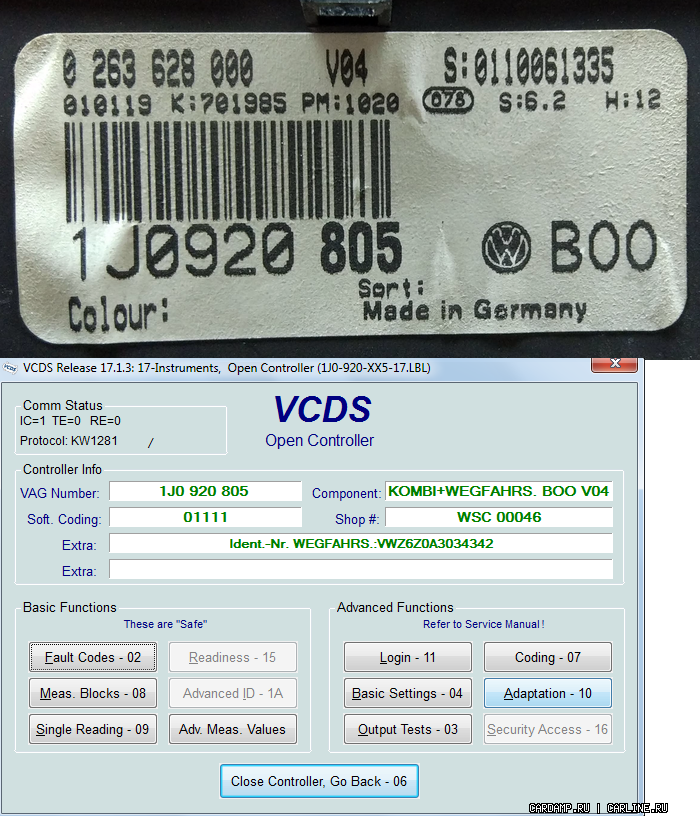 0 263 628 000 V04 S:0110061335
010119 K:701985 PM:1020 078 S:6.2 H:12
1J0920 805 VW BOO
Sort:
Colour: Made in Germany
VCDS Release 17.1.3: 17-Instruments, Open Controller (1J0-920-XX5-17.LBL)
Comm Status
IC=1 TE=0 RE=0
Protocol: KW1281 /
VCDS
Open Controller
Controller Info
VAG Number: 1J0 920 805 Component: KOMBI+WEGFAHRS. BOO V04
Soft. Coding: 01111 Shop #: WSC 00046
Extra: Ident.-Nr. WEGFAHRS.:VWZ6Z0A3034342
Extra:
Basic Functions
These are "Safe"
Fault Codes - 02 Readiness - 15
Meas. Blocks - 08 Advanced ID - 1A
Single Reading - 09 Adv. Meas. Values
Advanced Functions
Refer to Service Manual !
Login - 11 Coding - 07
Basic Settings - 04 Adaptation - 10
Output Tests - 03 Security Access - 16
Close Controller, Go Back - 06
CARDAMP.RU | CARLINE.RU